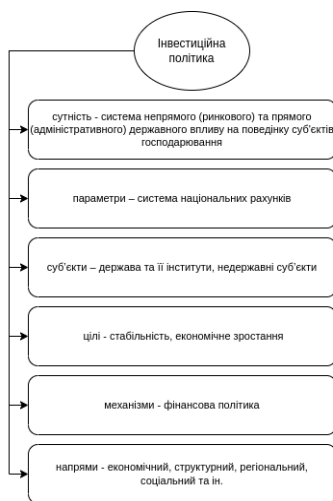 Інвестиційна
політика
сутність - система непрямого (ринкового) та прямого
(адміністративного) державного впливу на поведінку суб'єктів
господарювання
параметри – система національних рахунків
суб'єкти – держава та її інститути, недержавні суб'єкти
цілі - стабільність, економічне зростання
механізми - фінансова політика
напрями - економічний, структурний, регіональний,
соціальний та ін.